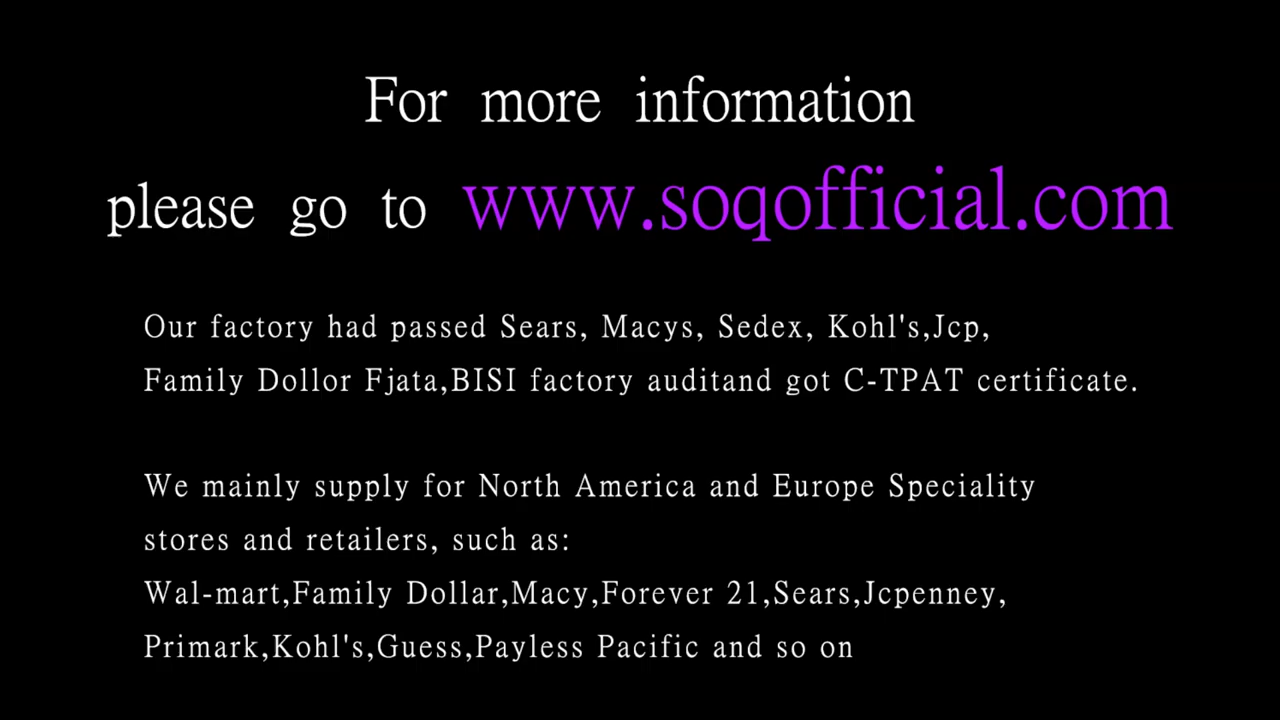 For more information
please go to www.soqofficial.com
Our factory had passed Sears, Macys, Sedex, Kohl's,Jcp,
Family Dollor Fjata,BISI factory auditand got C-TPAT certificate.
We mainly supply for North America and Europe Speciality
stores and retailers, such as:
Wal-mart,Family Dollar,Macy,Forever 21,Sears,Jcpenney,
Primark,Kohl's,Guess,Payless Pacific and so on